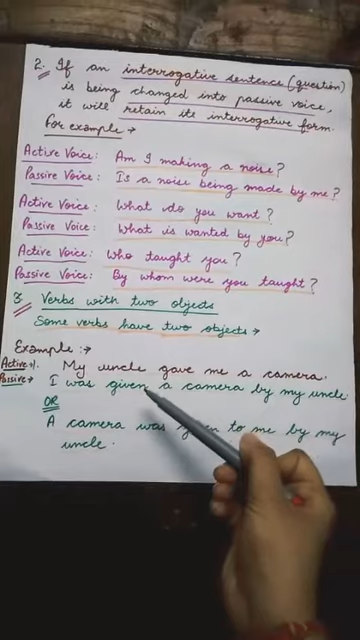 2. If an interrogative sentence (question)
is being changed into passive voice,
it will retain its interrogative form.
For example →
Active Voice: Am I making a noise?
Passive Voice: Is a noise being made by me?
Active Voice: What do you want?
Passive Voice: What is wanted by you?
Active Voice: Who taught you?
Passive Voice: By whom were you taught?
3. Verbs with two objects
Some verbs have two objects →
Example :→
Active → My uncle gave me a camera.
Passive → I was given a camera by my uncle.
OR
A camera was to me by my
uncle.